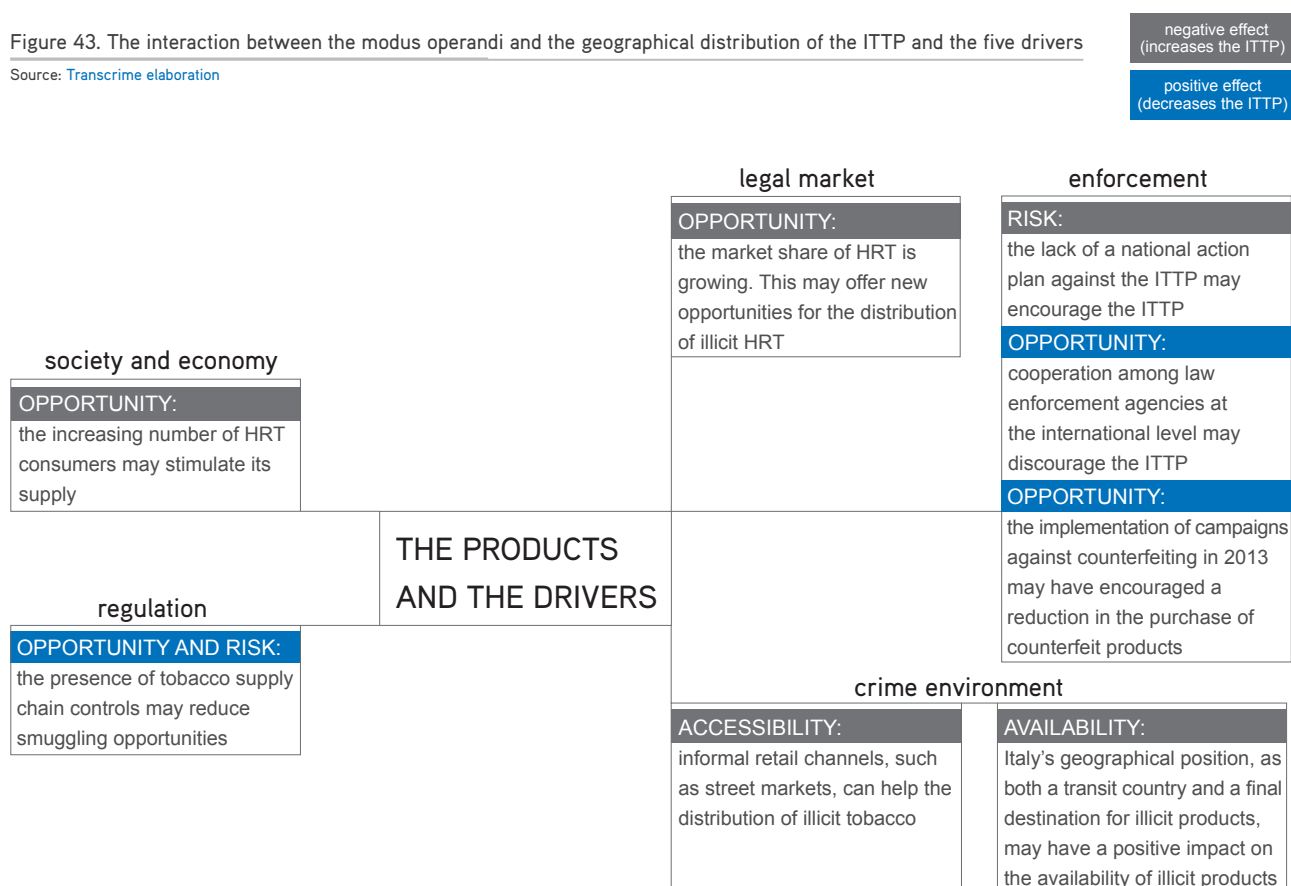 Figure 43. The interaction between the modus operandi and the geographical distribution of the ITTP and the five drivers
Source: Transcrime elaboration
negative effect
(increases the ITTP)
positive effect
(decreases the ITTP)
legal market
OPPORTUNITY:
the market share of HRT is
growing. This may offer new
opportunities for the distribution
of illicit HRT
enforcement
RISK:
the lack of a national action
plan against the ITTP may
encourage the ITTP
OPPORTUNITY:
cooperation among law
enforcement agencies at
the international level may
discourage the ITTP
OPPORTUNITY:
the implementation of campaigns
against counterfeiting in 2013
may have encouraged a
reduction in the purchase of
counterfeit products
society and economy
OPPORTUNITY:
the increasing number of HRT
consumers may stimulate its
supply
THE PRODUCTS
AND THE DRIVERS
regulation
OPPORTUNITY AND RISK:
the presence of tobacco supply
chain controls may reduce
smuggling opportunities
crime environment
ACCESSIBILITY:
informal retail channels, such
as street markets, can help the
distribution of illicit tobacco
AVAILABILITY:
Italy's geographical position, as
both a transit country and a final
destination for illicit products,
may have a positive impact on
the availability of illicit products